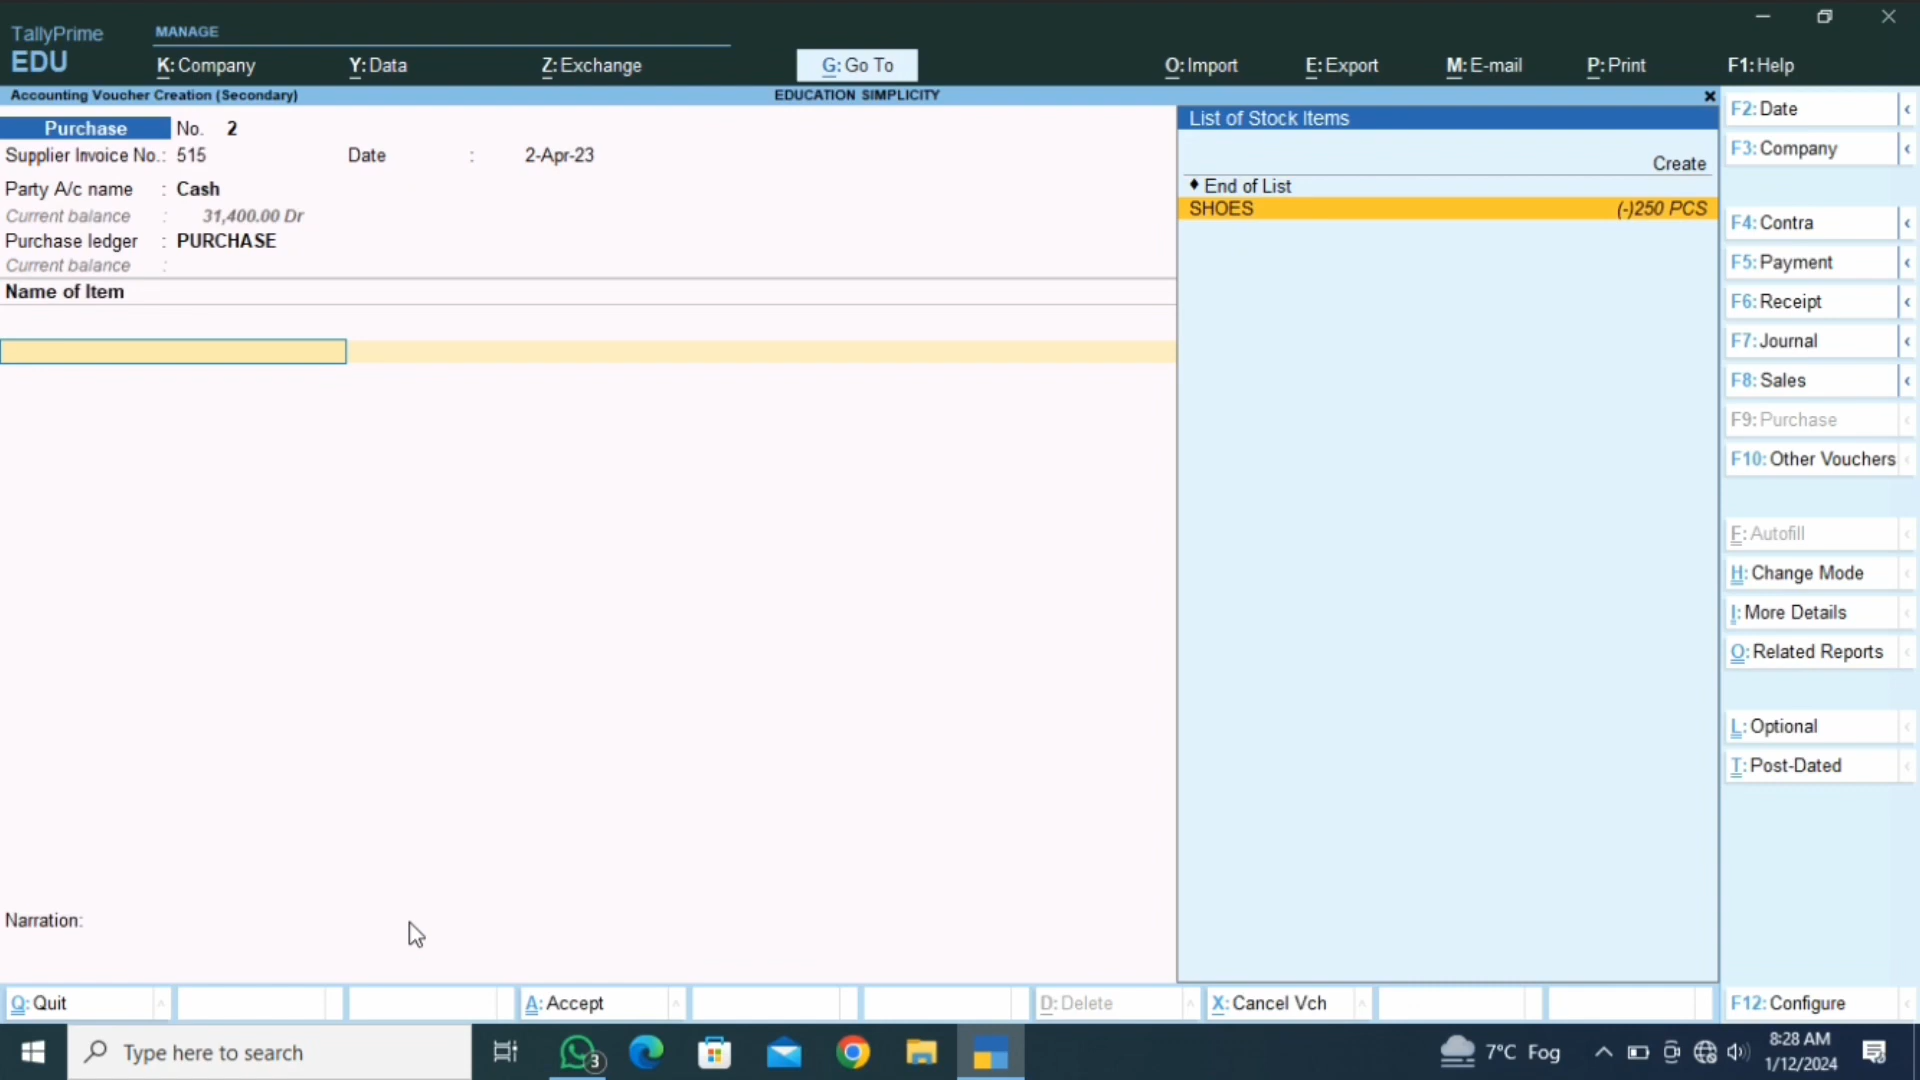 TallyPrime
EDU
MANAGE
K: Company
Y: Data
Z: Exchange
G: Go To
O: Import
E: Export
M: E-mail
P: Print
F1: Help
Accounting Voucher Creation (Secondary)
EDUCATION SIMPLICITY
Purchase No. 2
Supplier Invoice No.: 515 Date : 2-Apr-23
Party A/c name : Cash
Current balance : 31,400.00 Dr
Purchase ledger : PURCHASE
Current balance :
Name of Item
Narration:
List of Stock Items
Create
♦ End of List
SHOES (-)250 PCS
F2: Date
F3: Company
F4: Contra
F5: Payment
F6: Receipt
F7: Journal
F8: Sales
F9: Purchase
F10: Other Vouchers
F: Autofill
H: Change Mode
I: More Details
O: Related Reports
L: Optional
T: Post-Dated
F12: Configure
Q: Quit
A: Accept
D: Delete
X: Cancel Vch
Type here to search
3
7°C Fog
8:28 AM
1/12/2024